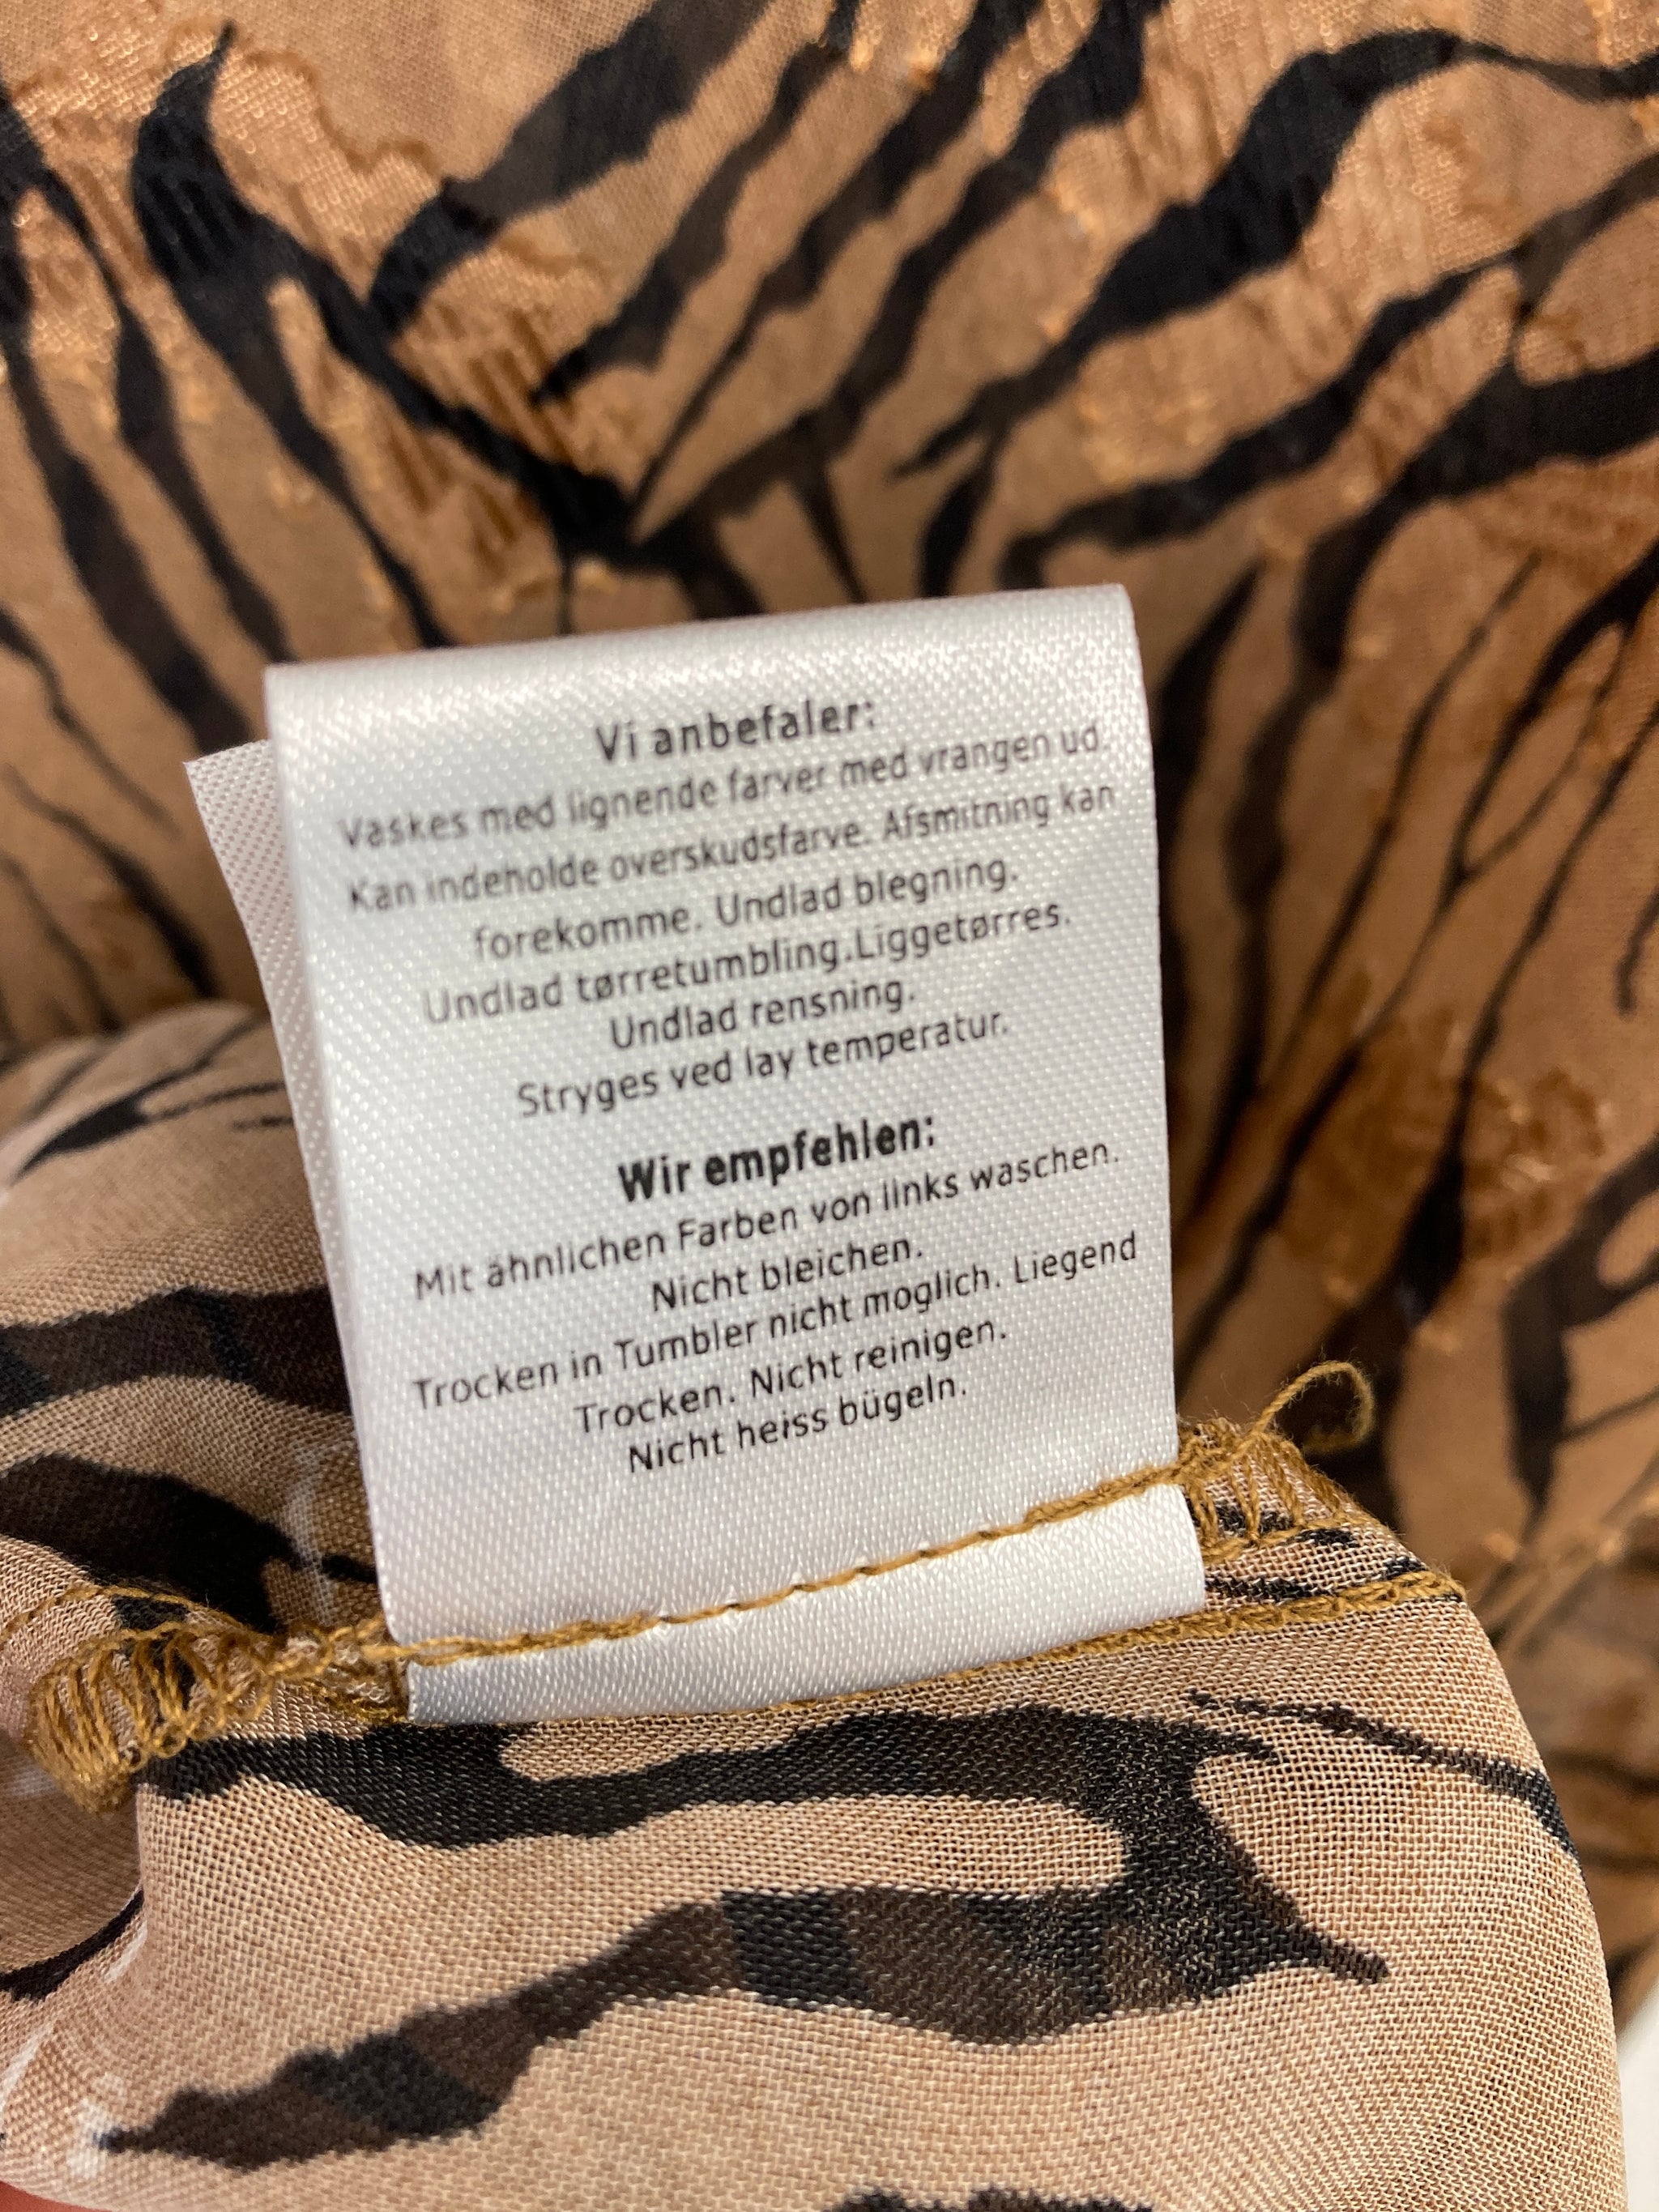 Vi anbefaler:
Vaskes med lignende farver med vrangen ud.
Kan indeholde overskudsfarve. Afsmitning kan
forekomme. Undlad blegning.
Undlad tørretumbling.Liggetørres.
Undlad rensning.
Stryges ved lay temperatur.
Wir empfehlen:
Mit ähnlichen Farben von links waschen.
Nicht bleichen.
Trocken in Tumbler nicht moglich. Liegend
Trocken. Nicht reinigen.
Nicht heiss bügeln.